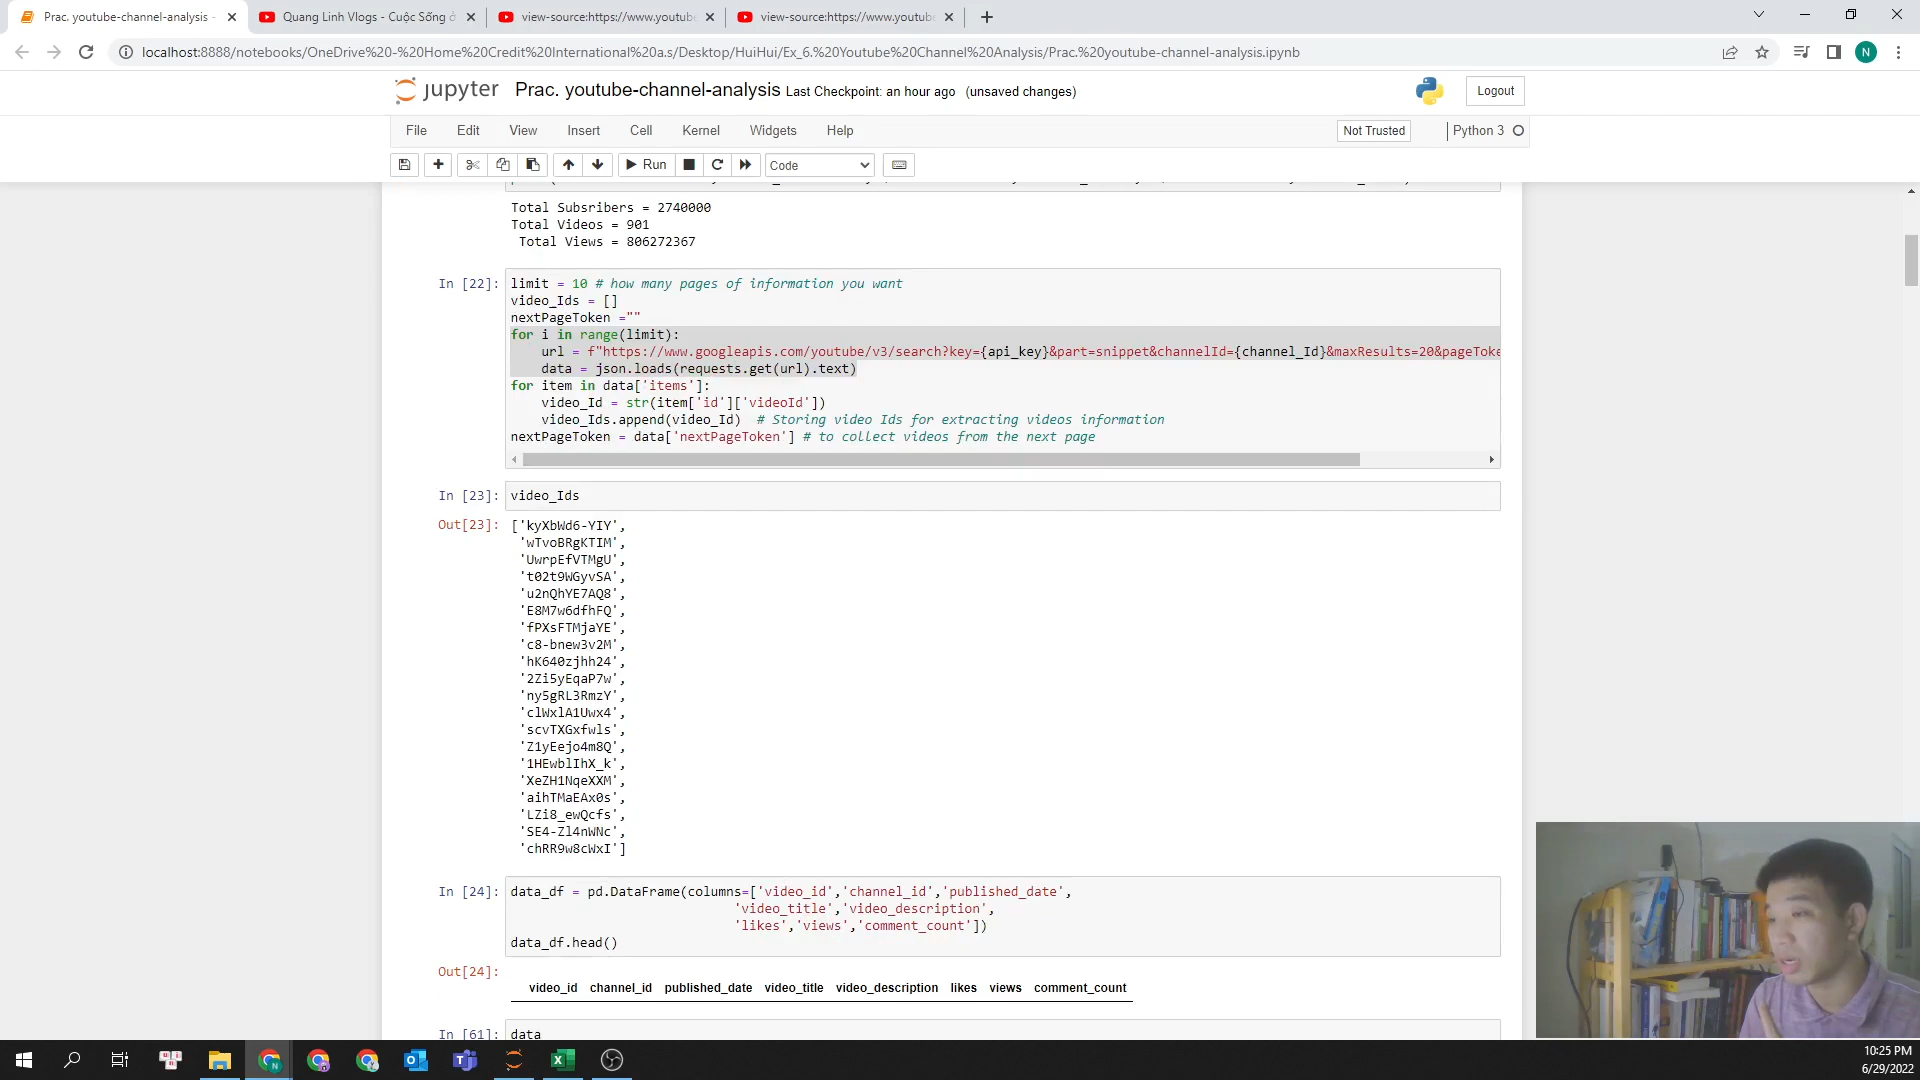 Prac. youtube-channel-analysis -
Quang Linh Vlogs - Cuộc Sống ở
view-source:https://www.youtube
view-source:https://www.youtube
localhost:8888/notebooks/OneDrive%20-%20Home%20Credit%20International%20a.s/Desktop/HuiHui/Ex_6.%20Youtube%20Channel%20Analysis/Prac.%20youtube-channel-analysis.ipynb
N
jupyter Prac. youtube-channel-analysis Last Checkpoint: an hour ago (unsaved changes)
Logout
File Edit View Insert Cell Kernel Widgets Help
Not Trusted
Python 3
Run
Code
Total Subsribers = 2740000
Total Videos = 901
Total Views = 806272367
In [22]:
limit = 10 # how many pages of information you want
video_Ids = []
nextPageToken =""
for i in range(limit):
url = f"https://www.googleapis.com/youtube/v3/search?key={api_key}&part=snippet&channelId={channel_Id}&maxResults=20&pageToke
data = json.loads(requests.get(url).text)
for item in data['items']:
video_Id = str(item['id']['videoId'])
video_Ids.append(video_Id) # Storing video Ids for extracting videos information
nextPageToken = data['nextPageToken'] # to collect videos from the next page
In [23]: video_Ids
Out[23]: ['kyXbWd6-YIY',
'wTvoBRgKTIM',
'UwrpEfVTMgU',
't02t9WGyvSA',
'u2nQhYE7AQ8',
'E8M7w6dfhFQ',
'fPXsFTMjaYE',
'c8-bnew3v2M',
'hK640zjhh24',
'2Zi5yEqaP7w',
'ny5gRL3RmzY',
'clWxlA1Uwx4',
'scvTXGxfwls',
'Z1yEejo4m8Q',
'1HEwblIhX_k',
'XeZH1NqeXXM',
'aihTMaEAx0s',
'LZi8_ewQcfs',
'SE4-Zl4nWNc',
'chRR9w8cWxI']
In [24]: data_df = pd.DataFrame(columns=['video_id','channel_id','published_date',
'video_title','video_description',
'likes','views','comment_count'])
data_df.head()
Out[24]:
video_id channel_id published_date video_title video_description likes views comment_count
In [61]: data
10:25 PM
6/29/2022